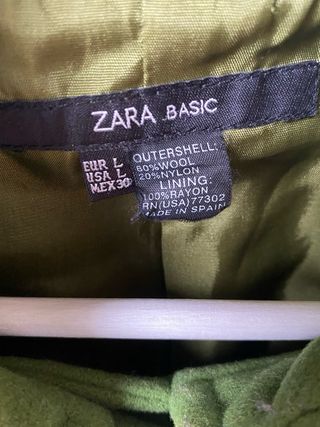 ZARA BASIC
EUR L
USA L
MEX 30
OUTERSHELL:
80%WOOL
20%NYLON
LINING:
100%RAYON
RN(USA)77302
MADE IN SPAIN